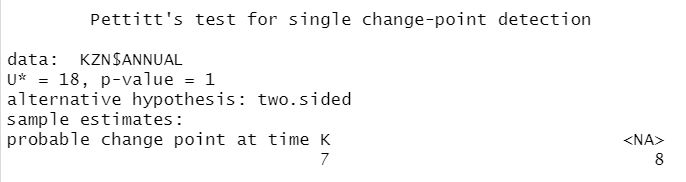 Pettitt's test for single change-point detection
data: KZN$ANNUAL
U* = 18, p-value = 1
alternative hypothesis: two.sided
sample estimates:
probable change point at time K <NA>
7 8